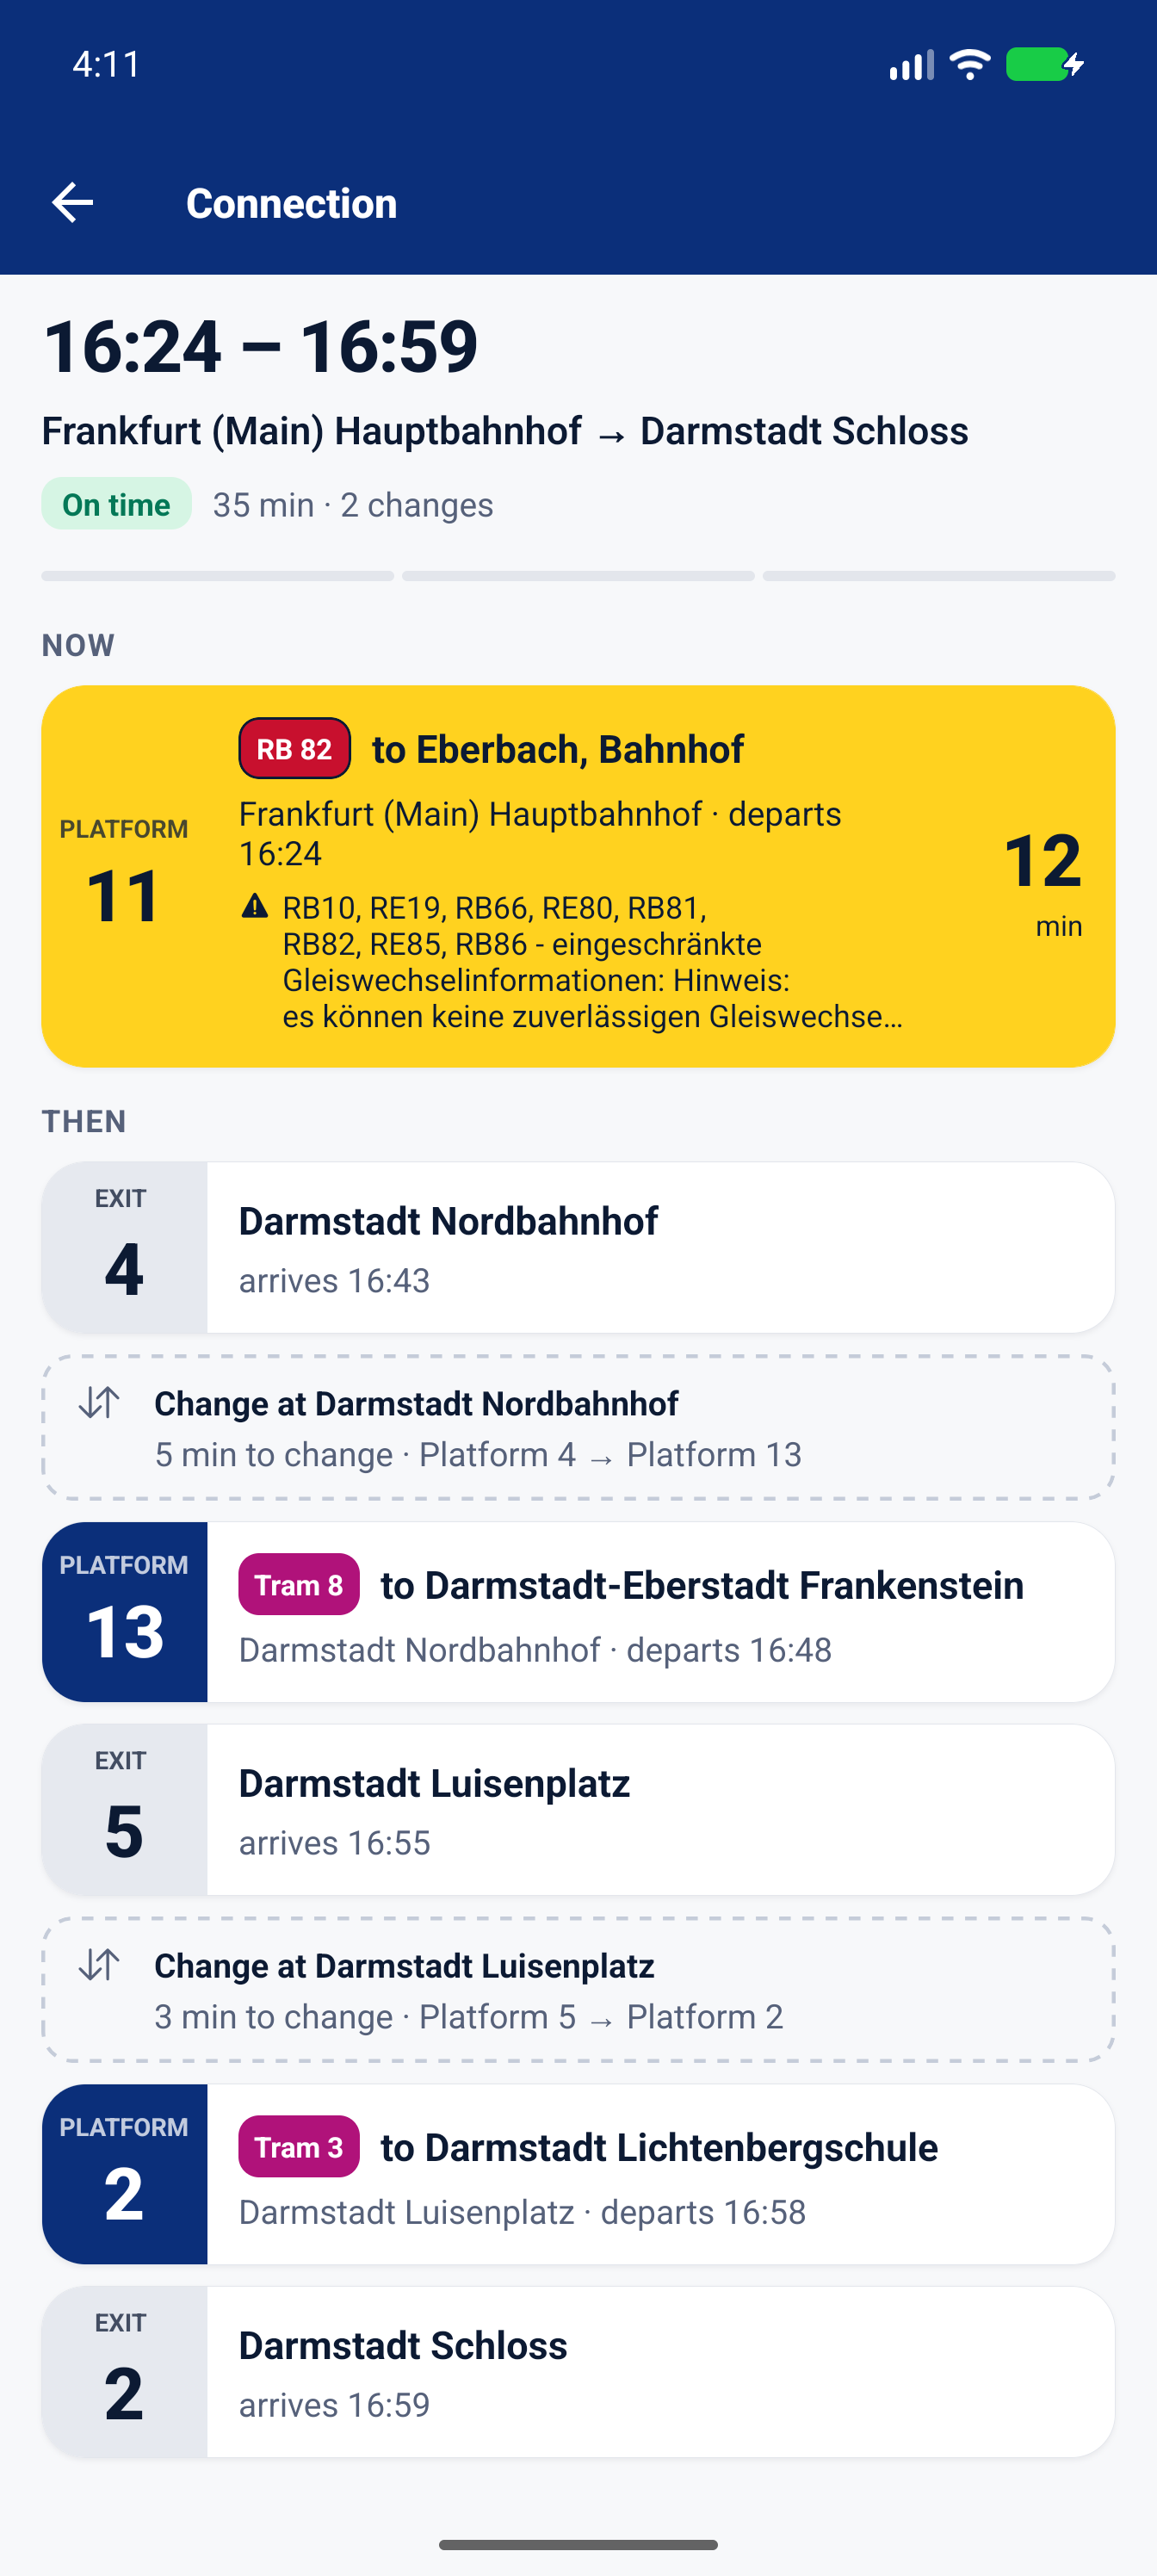 4:11
Connection
16:24 – 16:59
Frankfurt (Main) Hauptbahnhof → Darmstadt Schloss
On time 35 min · 2 changes
NOW
PLATFORM
11
RB 82 to Eberbach, Bahnhof
Frankfurt (Main) Hauptbahnhof · departs
16:24
RB10, RE19, RB66, RE80, RB81,
RB82, RE85, RB86 - eingeschränkte
Gleiswechselinformationen: Hinweis:
es können keine zuverlässigen Gleiswechse…
12
min
THEN
EXIT
4
Darmstadt Nordbahnhof
arrives 16:43
Change at Darmstadt Nordbahnhof
5 min to change · Platform 4 → Platform 13
PLATFORM
13
Tram 8 to Darmstadt-Eberstadt Frankenstein
Darmstadt Nordbahnhof · departs 16:48
EXIT
5
Darmstadt Luisenplatz
arrives 16:55
Change at Darmstadt Luisenplatz
3 min to change · Platform 5 → Platform 2
PLATFORM
2
Tram 3 to Darmstadt Lichtenbergschule
Darmstadt Luisenplatz · departs 16:58
EXIT
2
Darmstadt Schloss
arrives 16:59